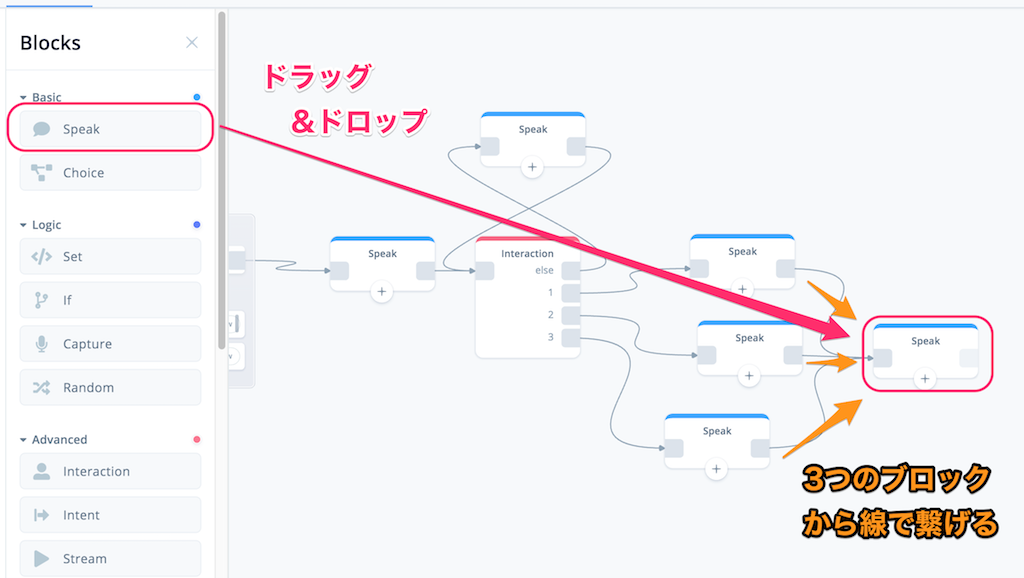 Blocks
Basic
Speak
Choice
Logic
Set
If
Capture
Random
Advanced
Interaction
Intent
Stream
ドラッグ
&ドロップ
Speak
Speak
Interaction
else
1
2
3
Speak
Speak
Speak
Speak
3つのブロック
から線で繋げる